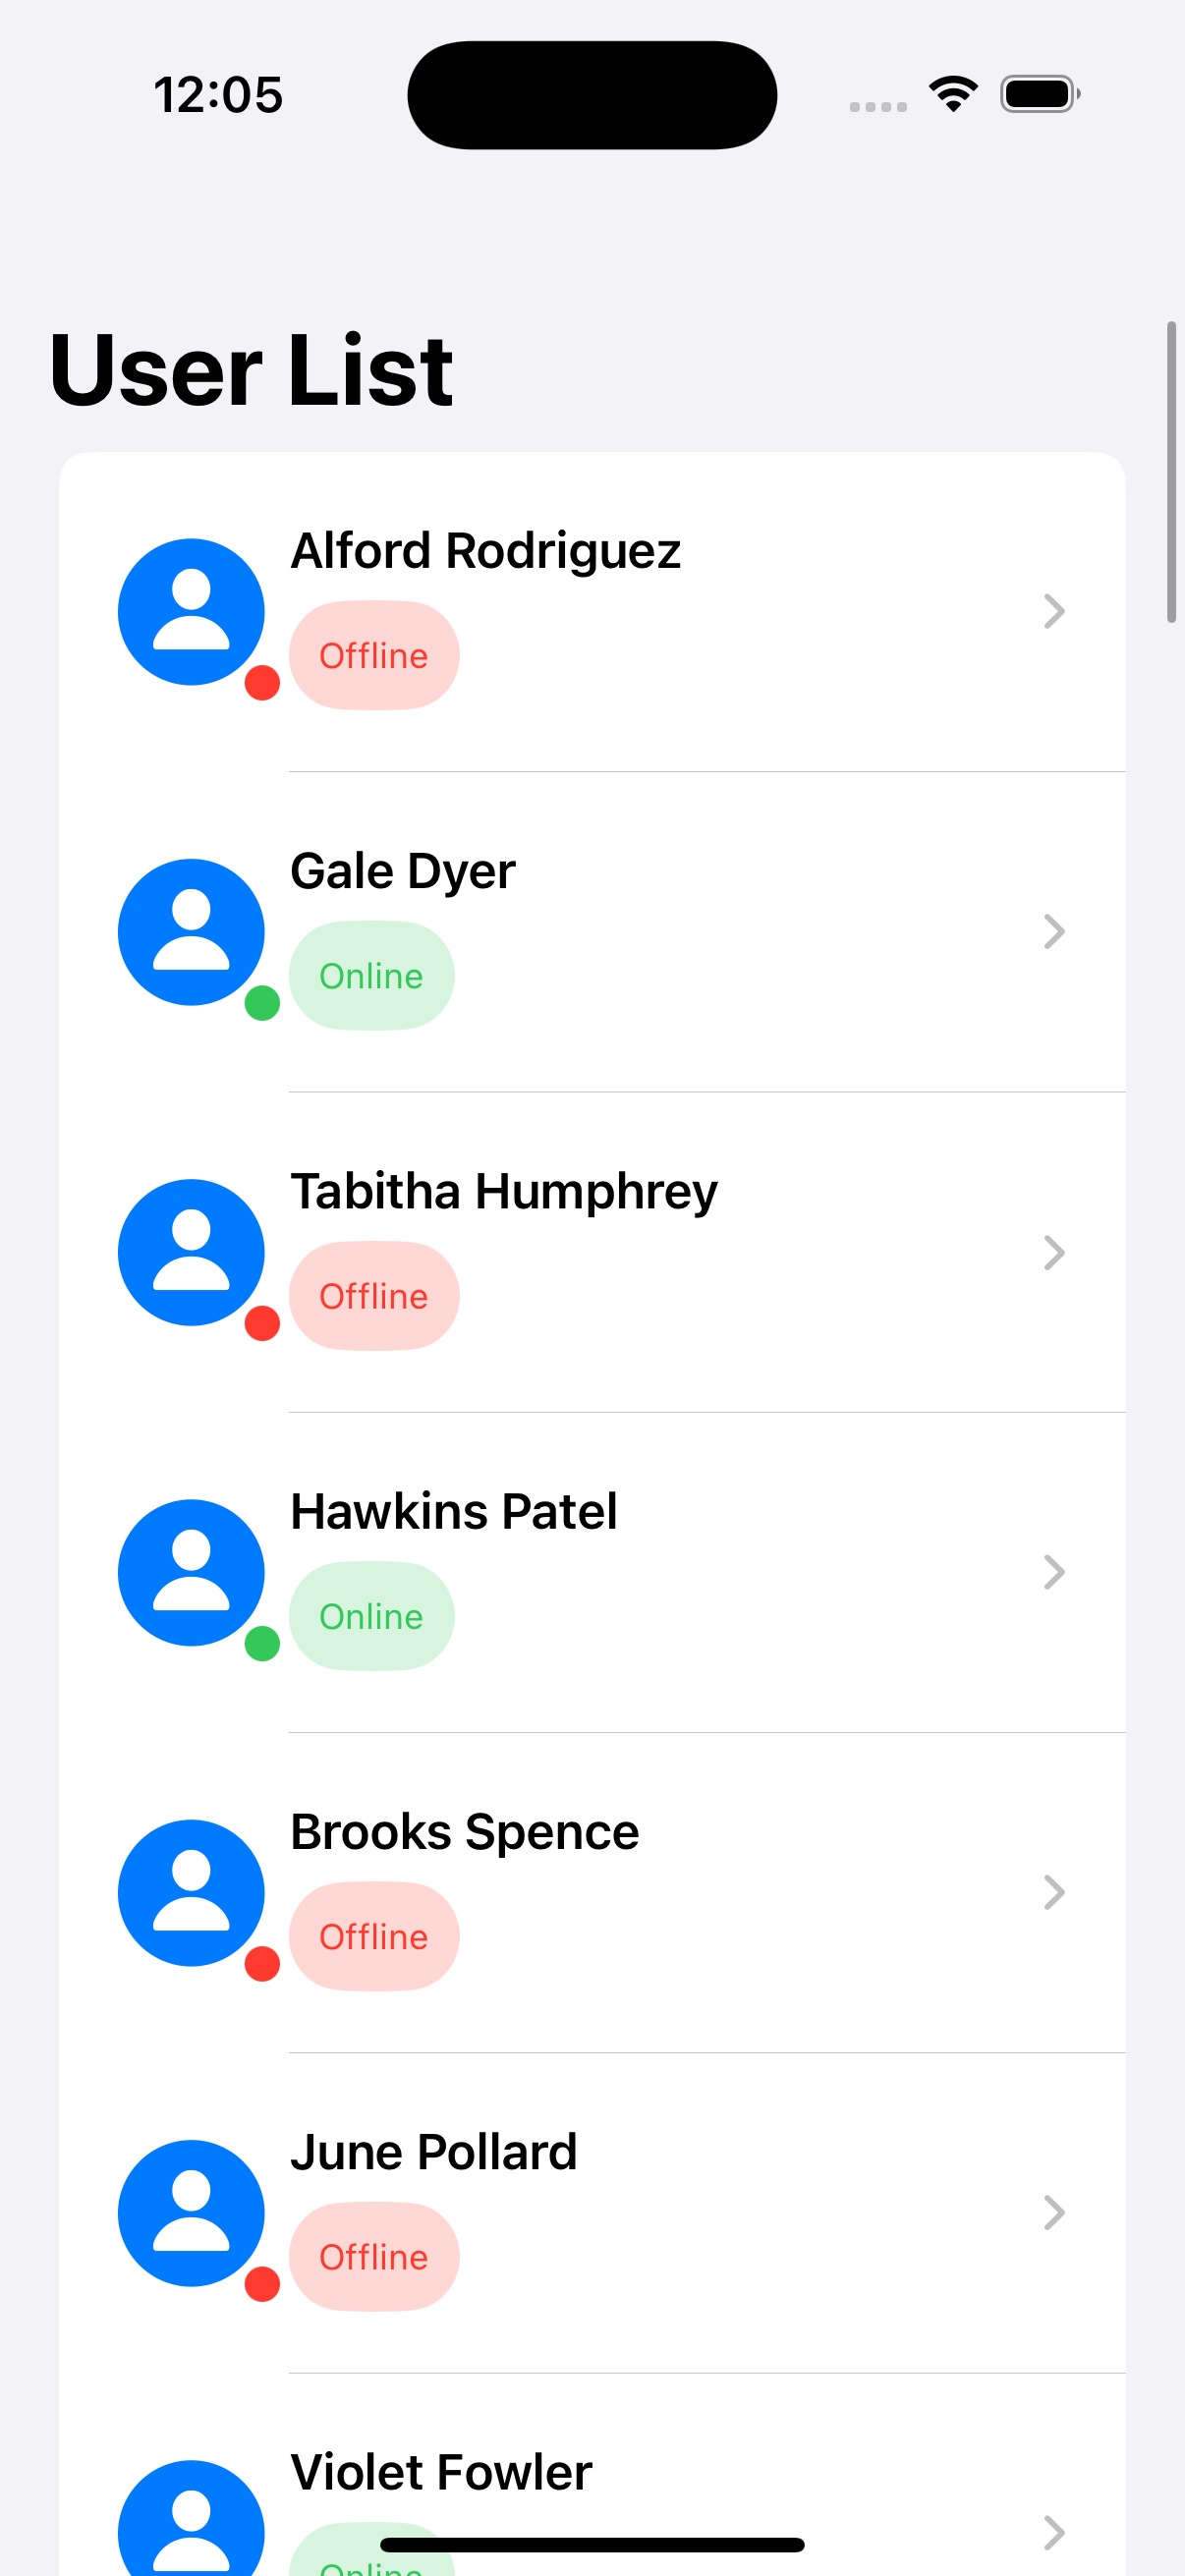 12:05
User List
Alford Rodriguez
Offline
Gale Dyer
Online
Tabitha Humphrey
Offline
Hawkins Patel
Online
Brooks Spence
Offline
June Pollard
Offline
Violet Fowler
Online